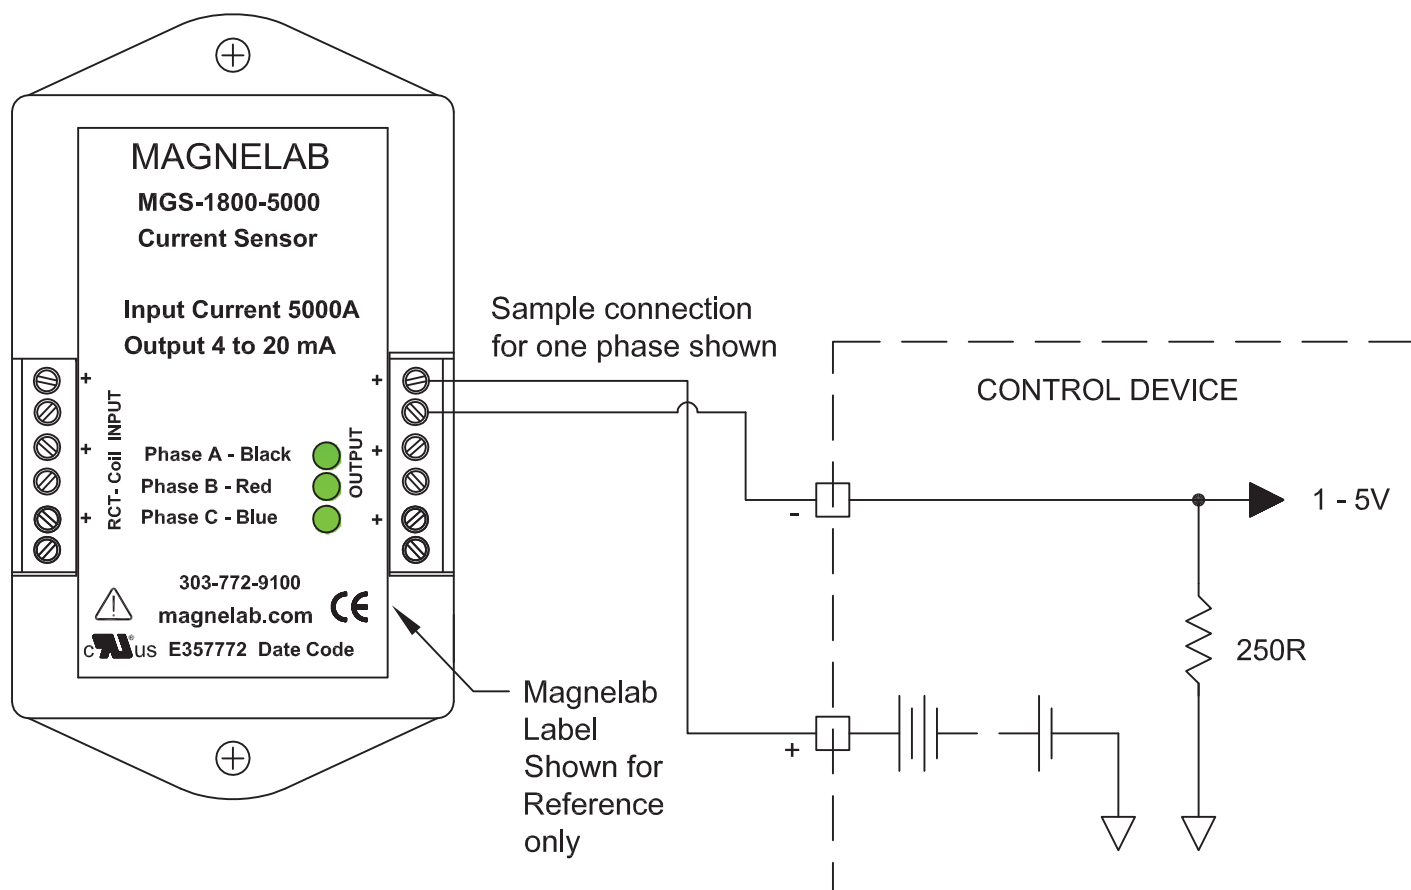 MAGNELAB
MGS-1800-5000
Current Sensor
Input Current 5000A
Output 4 to 20 mA
+
+
+
RCT- Coil INPUT
Phase A - Black
Phase B - Red
Phase C - Blue
OUTPUT
+
+
+
303-772-9100
magnelab.com CE
c UL ® us E357772 Date Code
Sample connection
for one phase shown
Magnelab
Label
Shown for
Reference
only
CONTROL DEVICE
-
1 - 5V
250R
+